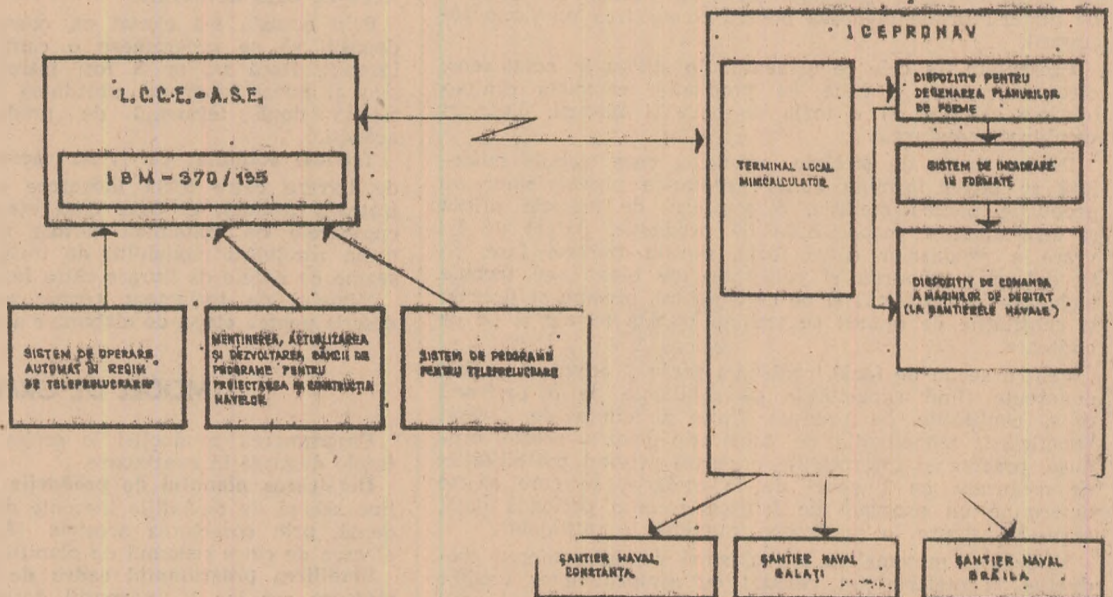 L.C.C.E. - A.S.E.
IBM - 370/135
SISTEM DE OPERARE
AUTOMAT ÎN REGIM
DE TELEPRELUCRARE
MENȚINEREA, ACTUALIZAREA
ȘI DEZVOLTAREA BĂNCII DE
PROGRAME PENTRU
PROIECTAREA ȘI CONSTRUCȚIA
NAVELOR
SISTEM DE PROGRAME
PENTRU TELEPRELUCRARE
ICEPRONAV
TERMINAL LOCAL
MINICALCULATOR
DISPOZITIV PENTRU
DESENAREA PLANURILOR
DE FORME
SISTEM DE INCADRARE
IN FORMATE
DISPOZITIV DE COMANDA
A MAȘINILOR DE DEBITAT
(LA ȘANTIERELE NAVALE)
ȘANTIER NAVAL
CONSTANȚA
ȘANTIER NAVAL
GALAȚI
ȘANTIER NAVAL
BRĂILA